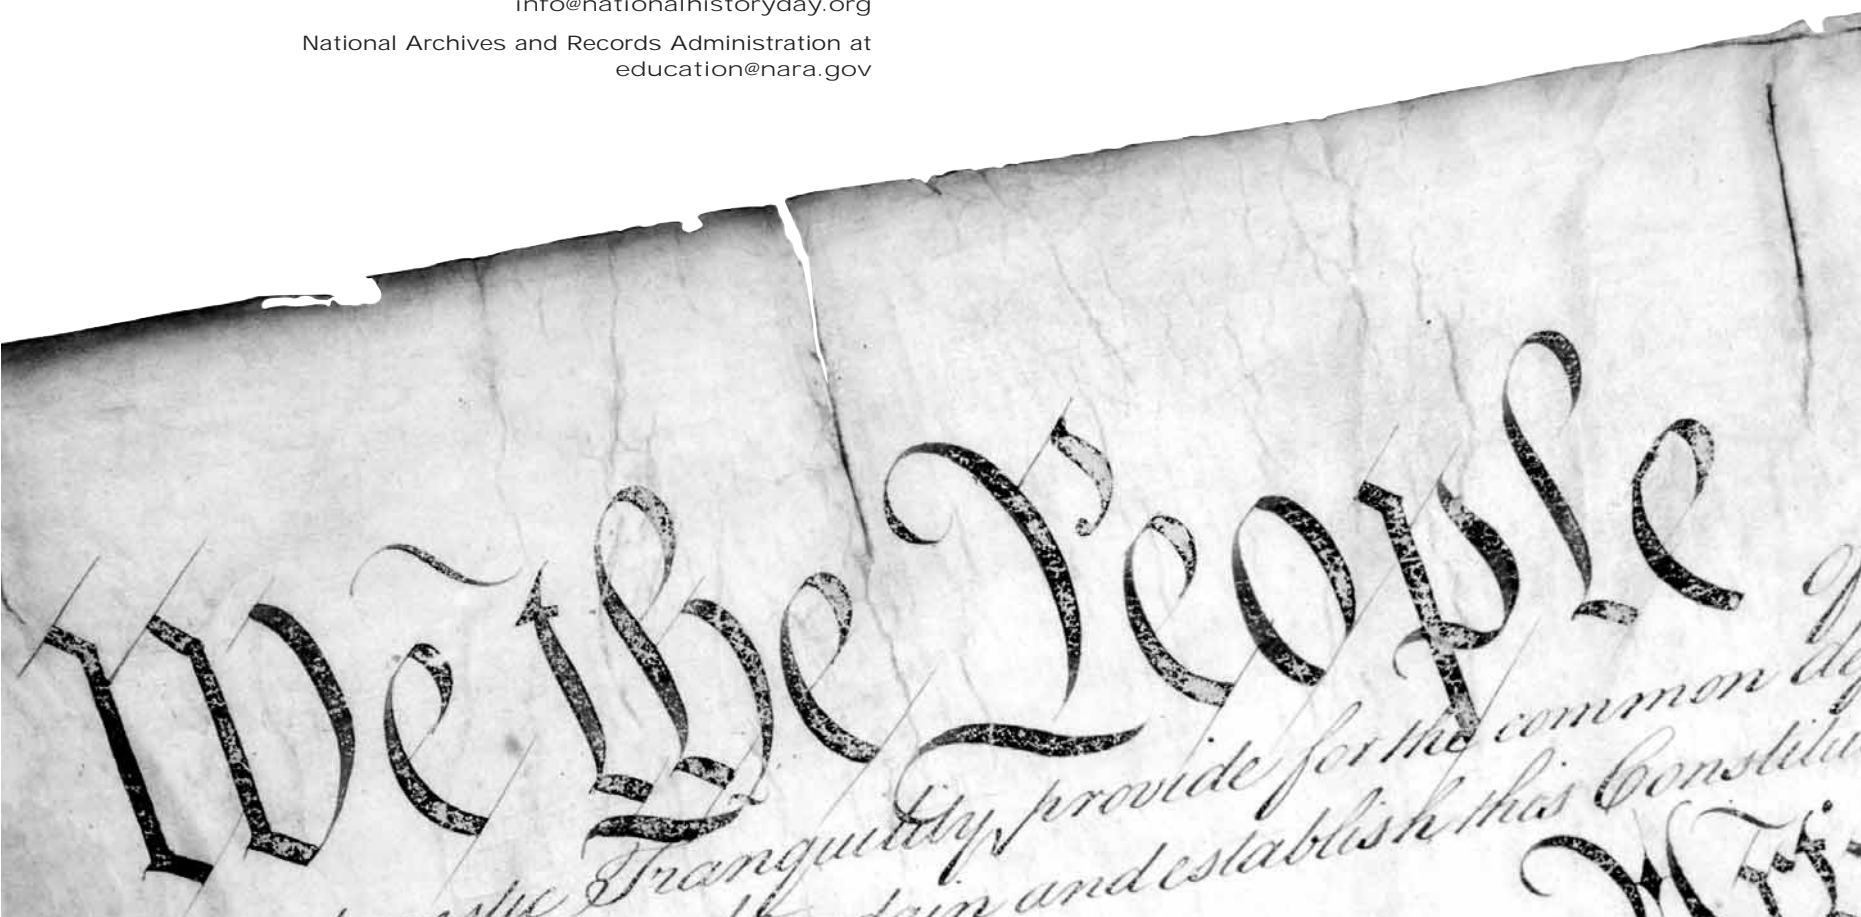 info@nationalhistoryday.org
National Archives and Records Administration at
education@nara.gov
We the People
Tranquility, provide for the common
and establish this